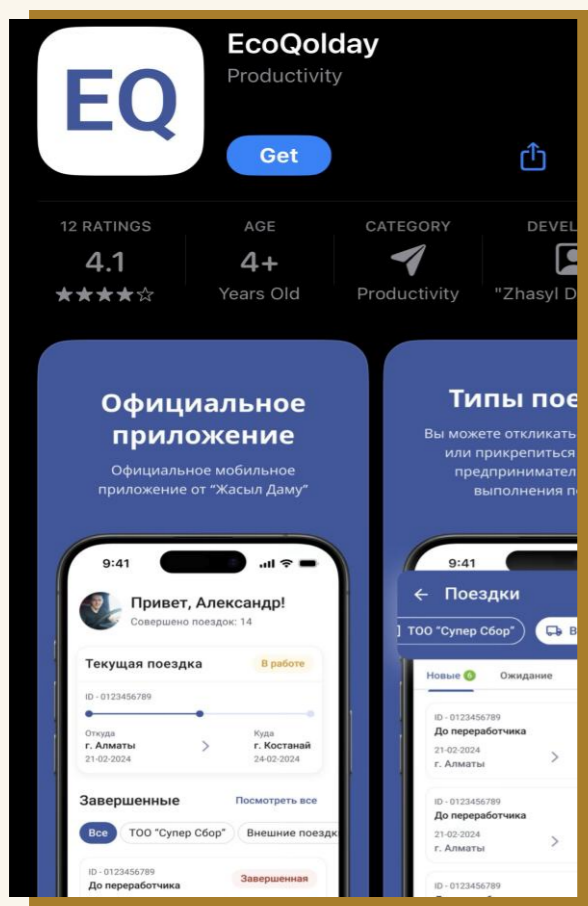 EQ
EcoQolday
Productivity
Get
12 RATINGS
4.1
★★★★☆
AGE
4+
Years Old
CATEGORY
Productivity
DEVEL
"Zhasyl D
Официальное
приложение
Официальное мобильное
приложение от “Жасыл Даму”
9:41
Привет, Александр!
Совершено поездок: 14
Текущая поездка
В работе
ID - 0123456789
Откуда
г. Алматы
21-02-2024
Куда
г. Костанай
24-02-2024
Завершенные
Посмотреть все
Все
ТОО "Супер Сбор"
Внешние поездк
ID - 0123456789
До переработчика
Завершенная
Типы пое
Вы можете откликать
или прикрепиться
предпринимател
выполнения п
9:41
Поездки
ТОО "Супер Сбор"
В
Новые 6
Ожидание
ID - 0123456789
До переработчика
21-02-2024
г. Алматы
ID - 0123456789
До переработчика
21-02-2024
г. Алматы
ID - 0123456789